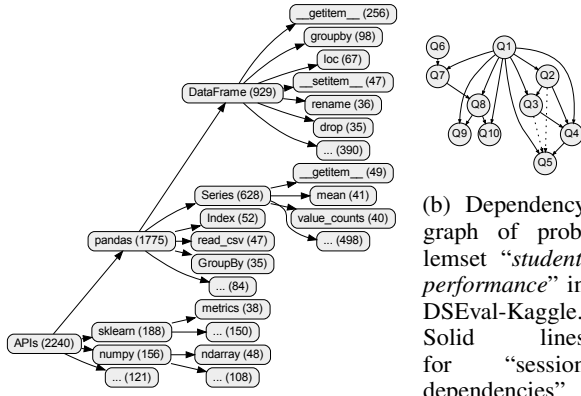 __getitem__ (256)
groupby (98)
loc (67)
DataFrame (929)
__setitem__ (47)
rename (36)
drop (35)
... (390)
__getitem__ (49)
Series (628)
mean (41)
value_counts (40)
... (498)
Index (52)
pandas (1775)
read_csv (47)
GroupBy (35)
... (84)
metrics (38)
sklearn (188)
... (150)
APIs (2240)
numpy (156)
ndarray (48)
... (121)
... (108)
Q6
Q1
Q7
Q2
Q8
Q3
Q9
Q10
Q4
Q5
(b) Dependency
graph of prob
lemset “student
performance” in
DSEval-Kaggle.
Solid lines
for “session
dependencies”